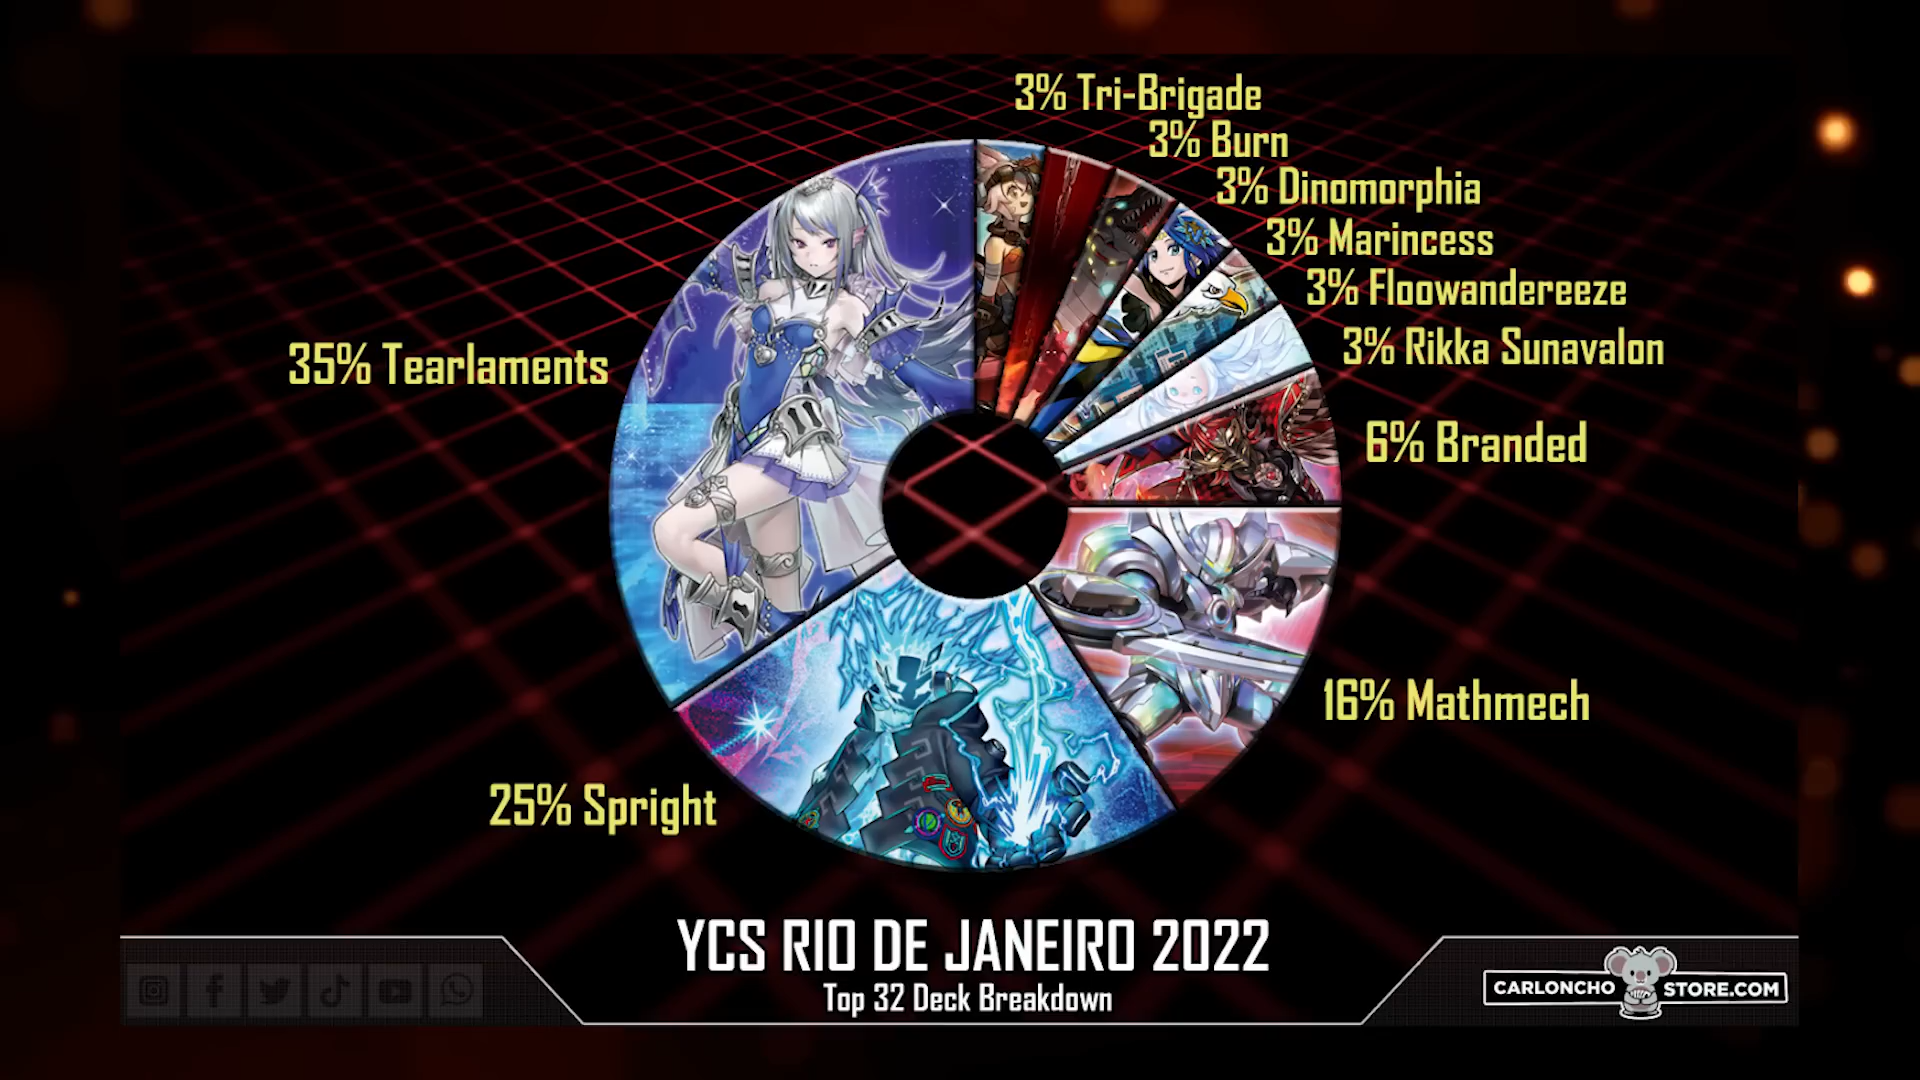 3% Tri-Brigade
3% Burn
3% Dinomorphia
3% Marincess
3% Floowandereeze
3% Rikka Sunavalon
35% Tearlaments
6% Branded
16% Mathmech
25% Spright
YCS RIO DE JANEIRO 2022
Top 32 Deck Breakdown
CARLONCHO STORE.COM